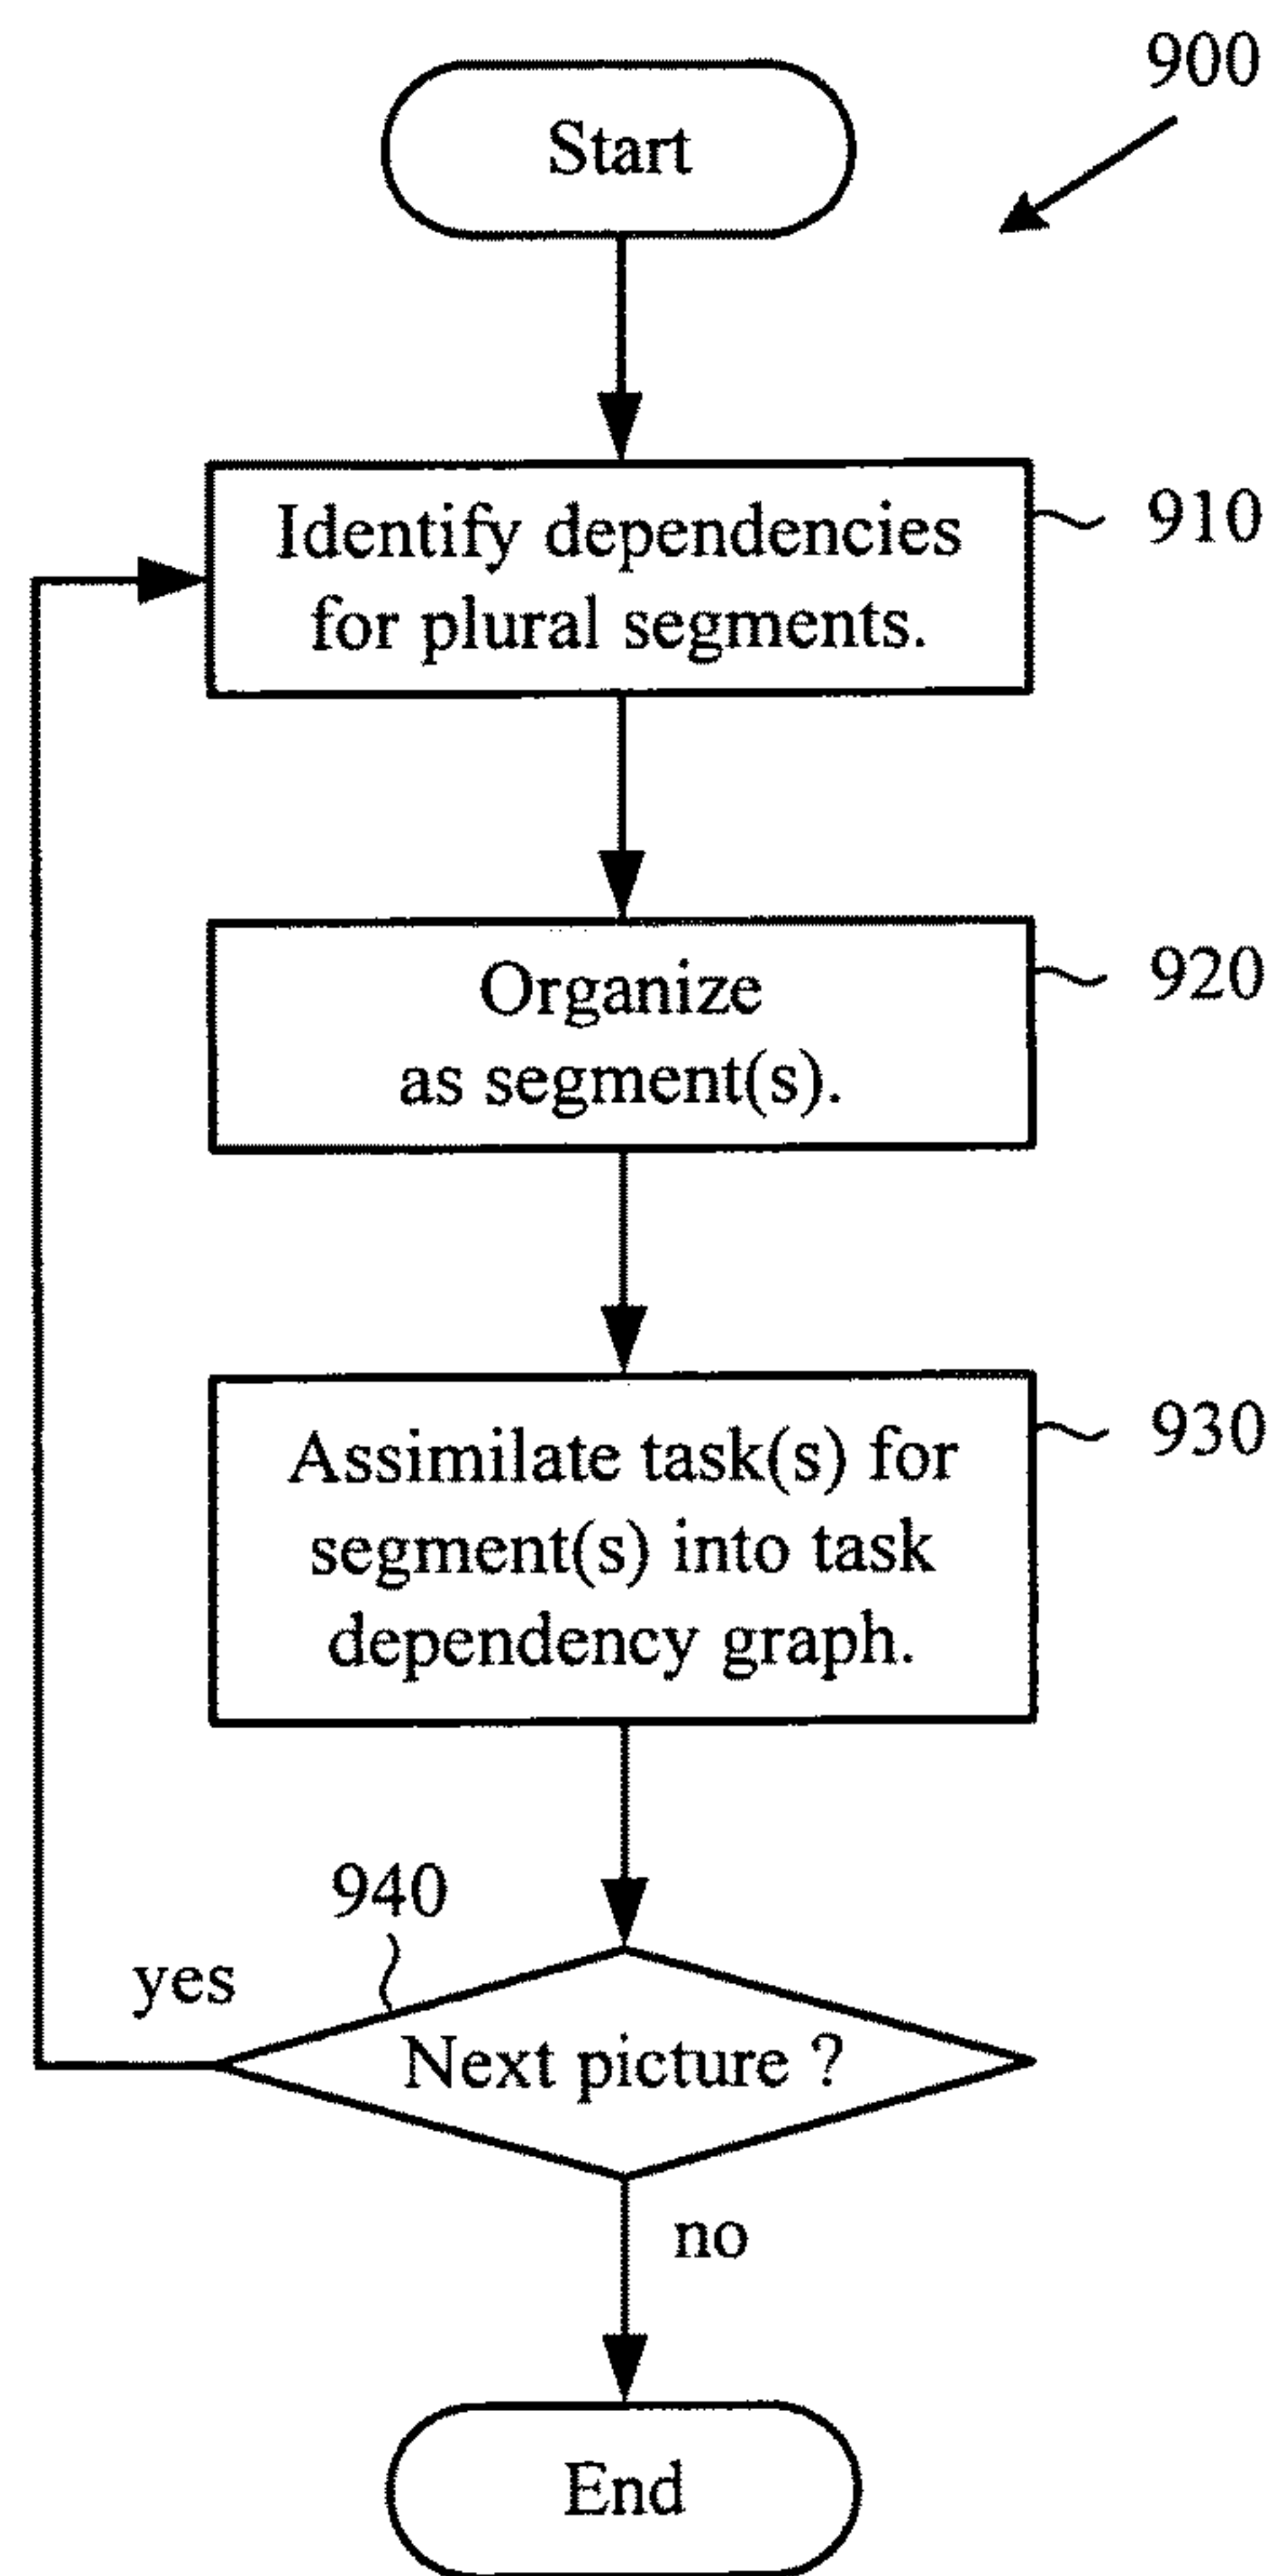 900
Start
Identify dependencies
for plural segments.
910
Organize
as segment(s).
920
Assimilate task(s) for
segment(s) into task
dependency graph.
930
940
yes
Next picture ?
no
End